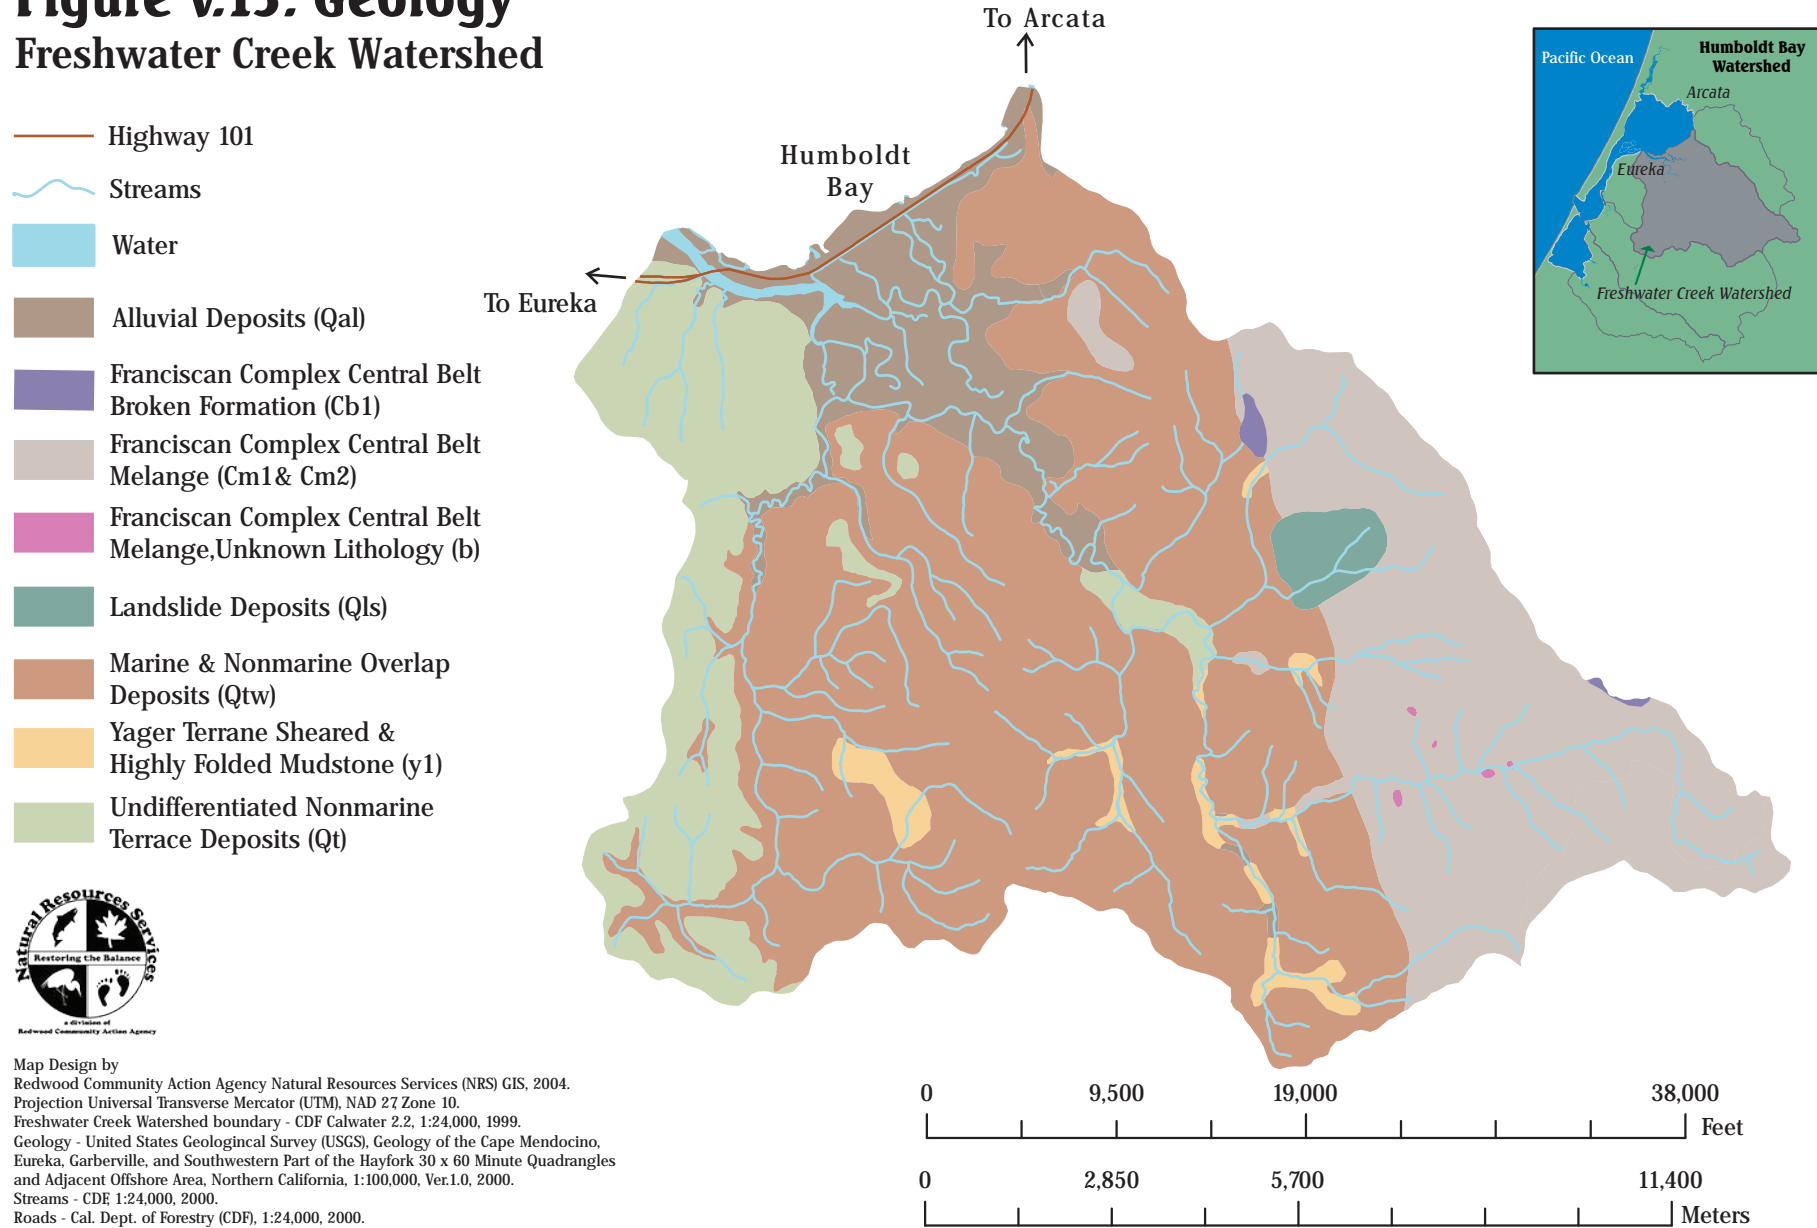 Figure V.13. Geology
Freshwater Creek Watershed
Highway 101
Streams
Water
Alluvial Deposits (Qal)
Franciscan Complex Central Belt
Broken Formation (Cb1)
Franciscan Complex Central Belt
Melange (Cm1& Cm2)
Franciscan Complex Central Belt
Melange,Unknown Lithology (b)
Landslide Deposits (Qls)
Marine & Nonmarine Overlap
Deposits (Qtw)
Yager Terrane Sheared &
Highly Folded Mudstone (y1)
Undifferentiated Nonmarine
Terrace Deposits (Qt)
Natural Resources Services
Restoring the Balance
a division of
Redwood Community Action Agency
Map Design by
Redwood Community Action Agency Natural Resources Services (NRS) GIS, 2004.
Projection Universal Transverse Mercator (UTM), NAD 27, Zone 10.
Freshwater Creek Watershed boundary - CDF Calwater 2.2, 1:24,000, 1999.
Geology - United States Geologincal Survey (USGS), Geology of the Cape Mendocino,
Eureka, Garberville, and Southwestern Part of the Hayfork 30 x 60 Minute Quadrangles
and Adjacent Offshore Area, Northern California, 1:100,000, Ver.1.0, 2000.
Streams - CDF, 1:24,000, 2000.
Roads - Cal. Dept. of Forestry (CDF), 1:24,000, 2000.
To Arcata
Humboldt
Bay
To Eureka
Pacific Ocean
Humboldt Bay
Watershed
Arcata
Eureka
Freshwater Creek Watershed
0 9,500 19,000 38,000
Feet
0 2,850 5,700 11,400
Meters